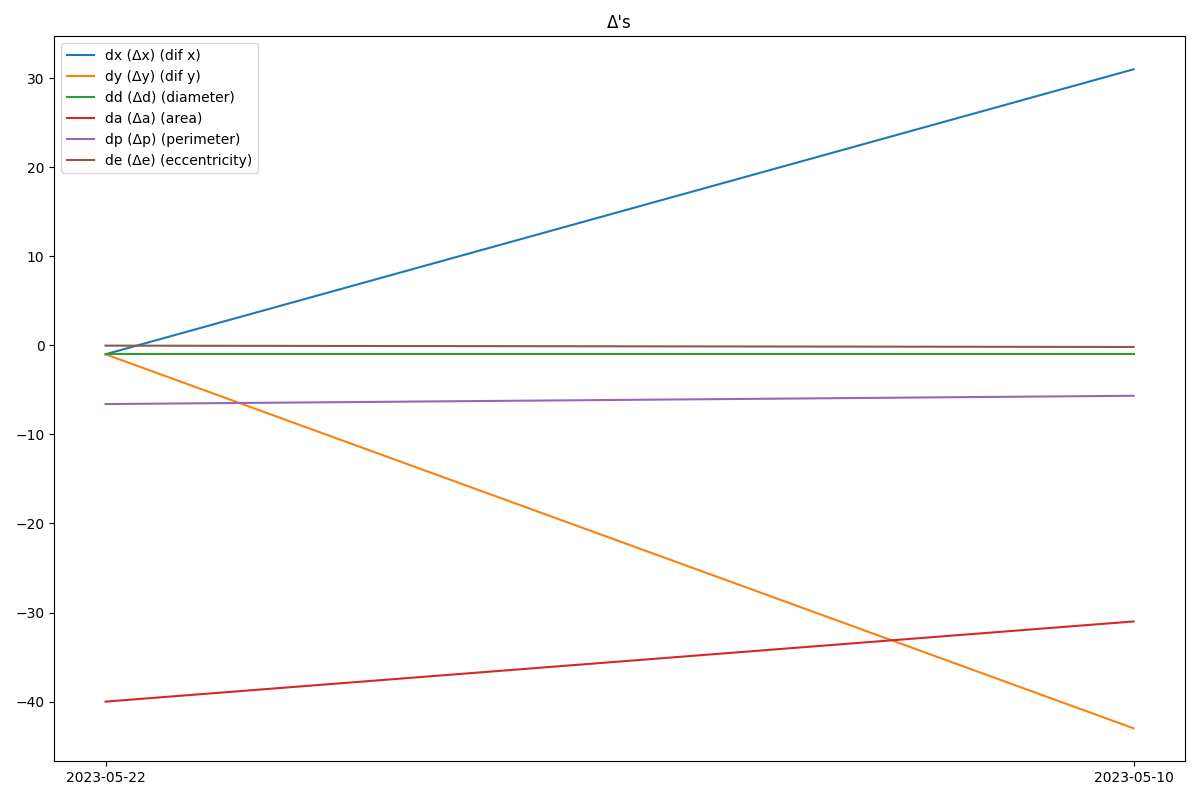 Δ's
dx (Δx) (dif x)
dy (Δy) (dif y)
dd (Δd) (diameter)
da (Δa) (area)
dp (Δp) (perimeter)
de (Δe) (eccentricity)
30
20
10
0
−10
−20
−30
−40
2023-05-22 2023-05-10